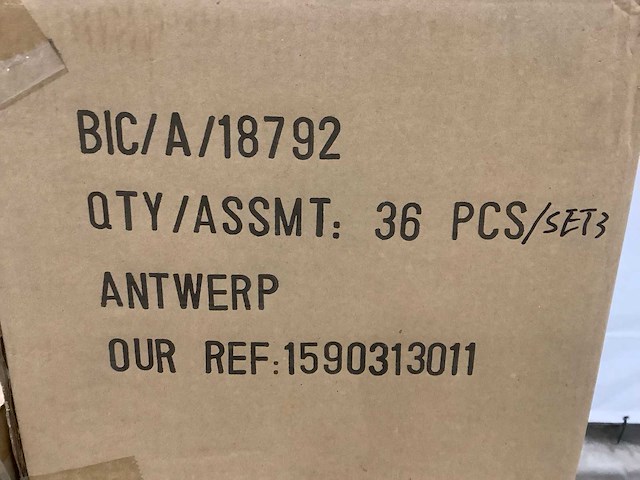 BIC/A/18792
QTY/ASSMT: 36 PCS/SET3
ANTWERP
OUR REF:1590313011